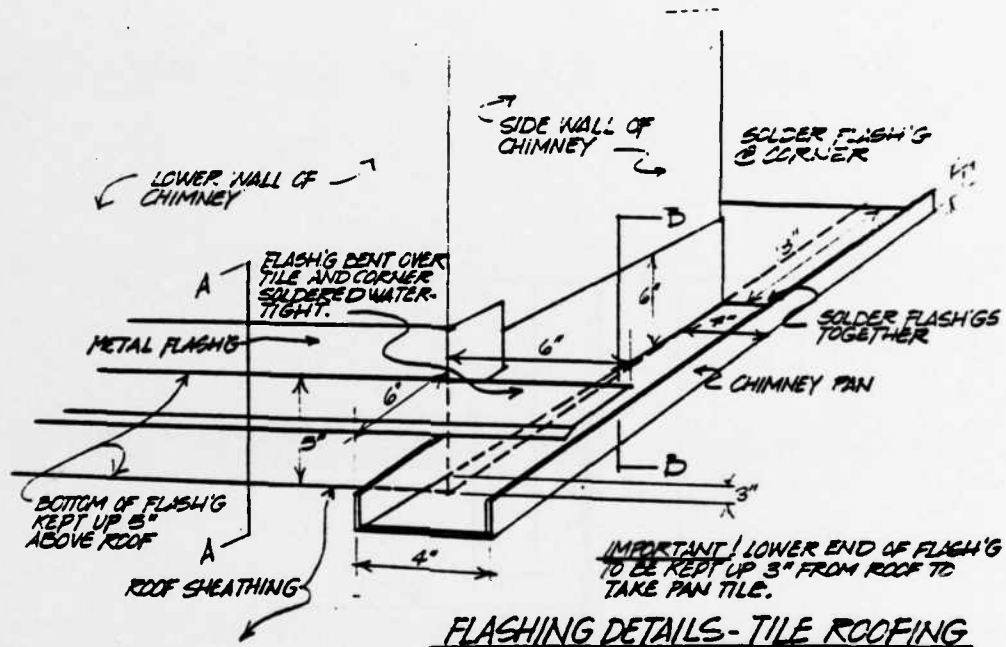 SIDE WALL OF
CHIMNEY
SOLDER FLASH'G
@ CORNER
LOWER WALL OF
CHIMNEY
B
FLASH'G BENT OVER
TILE AND CORNER
SOLDERED WATER-
TIGHT.
A
3"
6"
METAL FLASH'G
6"
4"
SOLDER FLASH'GS
TOGETHER
CHIMNEY PAN
6"
5"
B
3"
BOTTOM OF FLASH'G
KEPT UP 5"
ABOVE ROOF
A
4"
ROOF SHEATHING
IMPORTANT! LOWER END OF FLASH'G
TO BE KEPT UP 3" FROM ROOF TO
TAKE PAN TILE.
FLASHING DETAILS - TILE ROOFING